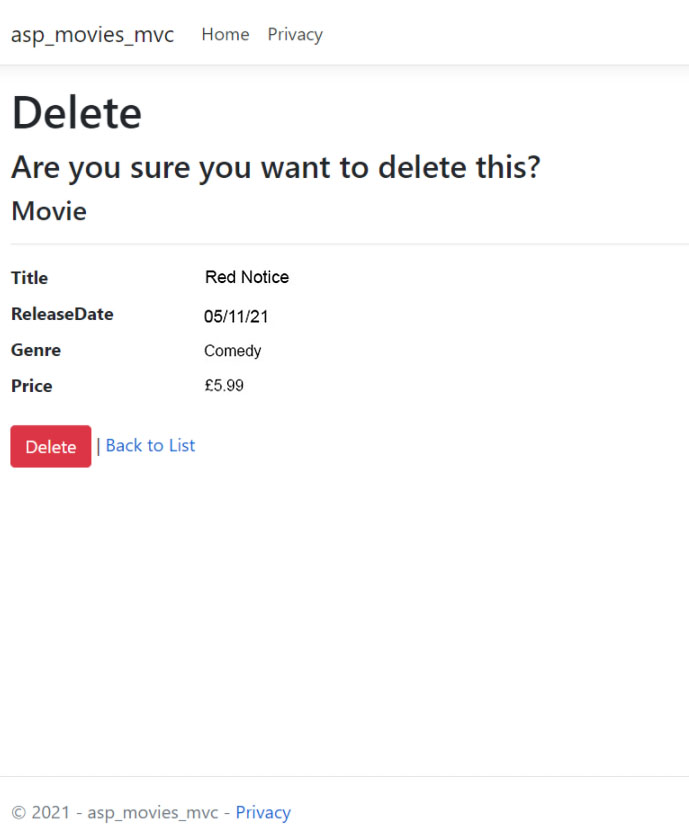 asp_movies_mvc Home Privacy
Delete
Are you sure you want to delete this?
Movie
Title Red Notice
ReleaseDate 05/11/21
Genre Comedy
Price £5.99
Delete | Back to List
© 2021 - asp_movies_mvc - Privacy